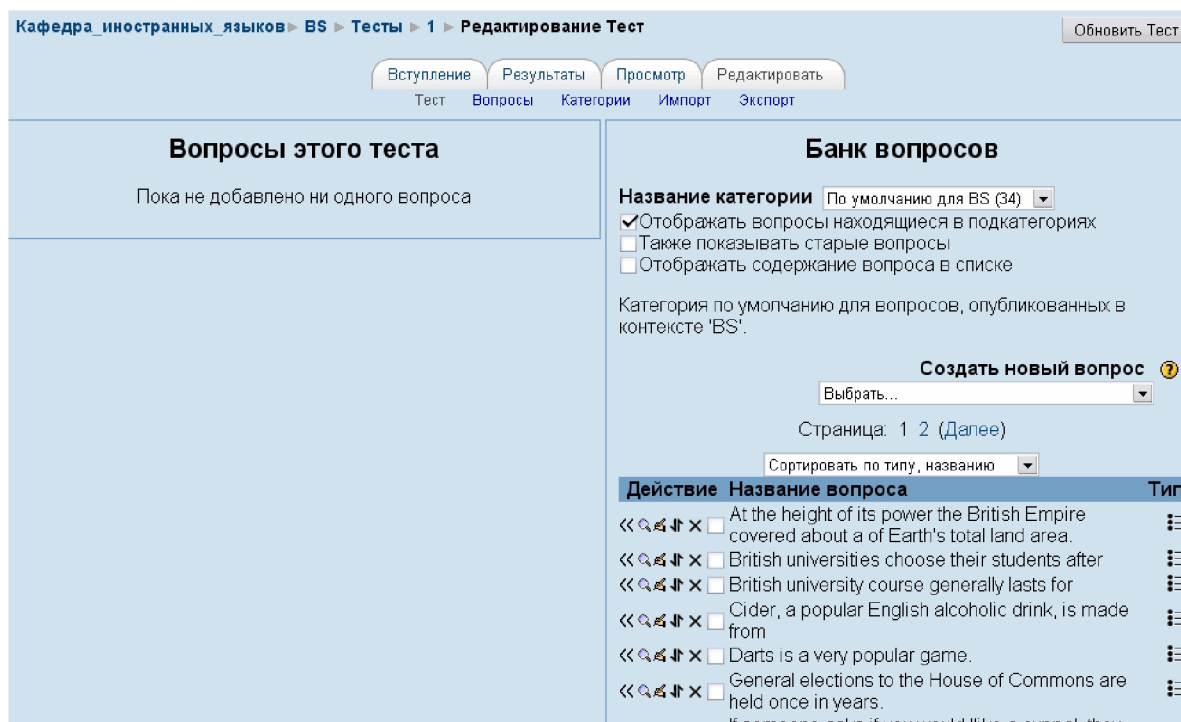 Кафедра_иностранных_языков ► BS ► Тесты ► 1 ► Редактирование Тест
Обновить Тест
Вступление Результаты Просмотр Редактировать
Тест Вопросы Категории Импорт Экспорт
Вопросы этого теста
Пока не добавлено ни одного вопроса
Банк вопросов
Название категории По умолчанию для BS (34)
Отображать вопросы находящиеся в подкатегориях
Также показывать старые вопросы
Отображать содержание вопроса в списке
Категория по умолчанию для вопросов, опубликованных в
контексте 'BS'.
Создать новый вопрос ?
Выбрать...
Страница: 1 2 (Далее)
Сортировать по типу, названию
Действие Название вопроса Тип
At the height of its power the British Empire
covered about a of Earth's total land area.
British universities choose their students after
British university course generally lasts for
Cider, a popular English alcoholic drink, is made
from
Darts is a very popular game.
General elections to the House of Commons are
held once in years.